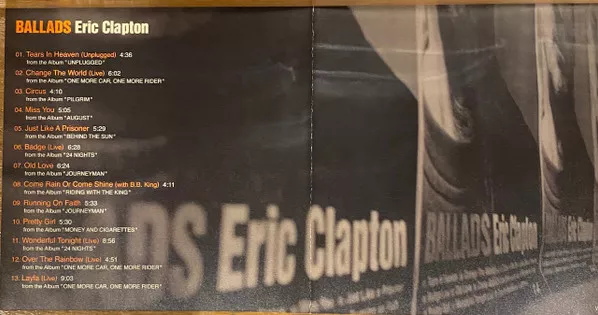 BALLADS Eric Clapton
01. Tears In Heaven (Unplugged) 4:36
from the Album "UNPLUGGED"
02. Change The World (Live) 6:02
from the Album "ONE MORE CAR, ONE MORE RIDER"
03. Circus 4:10
from the Album "PILGRIM"
04. Miss You 5:05
from the Album "AUGUST"
05. Just Like A Prisoner 5:29
from the Album "BEHIND THE SUN"
06. Badge (Live) 6:28
from the Album "24 NIGHTS"
07. Old Love 6:24
from the Album "JOURNEYMAN"
08. Come Rain Or Come Shine (with B.B. King) 4:11
from the Album "RIDING WITH THE KING"
09. Running On Faith 5:33
from the Album "JOURNEYMAN"
10. Pretty Girl 5:30
from the Album "MONEY AND CIGARETTES"
11. Wonderful Tonight (Live) 8:56
from the Album "24 NIGHTS"
12. Over The Rainbow (Live) 4:51
from the Album "ONE MORE CAR, ONE MORE RIDER"
13. Layla (Live) 9:03
from the Album "ONE MORE CAR, ONE MORE RIDER"
ADS Eric Clapton
BALLADS Eric Clapton